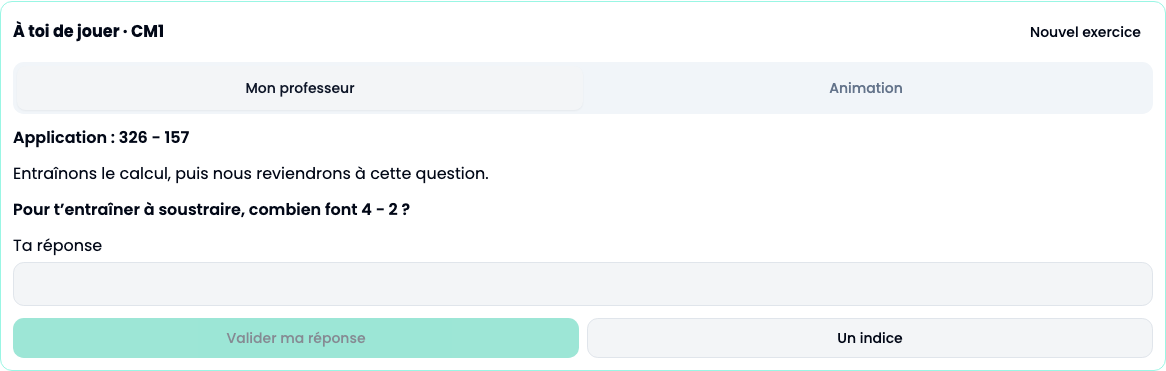 À toi de jouer · CM1
Nouvel exercice
Mon professeur
Animation
Application : 326 − 157
Entraînons le calcul, puis nous reviendrons à cette question.
Pour t’entraîner à soustraire, combien font 4 − 2 ?
Ta réponse
Valider ma réponse
Un indice